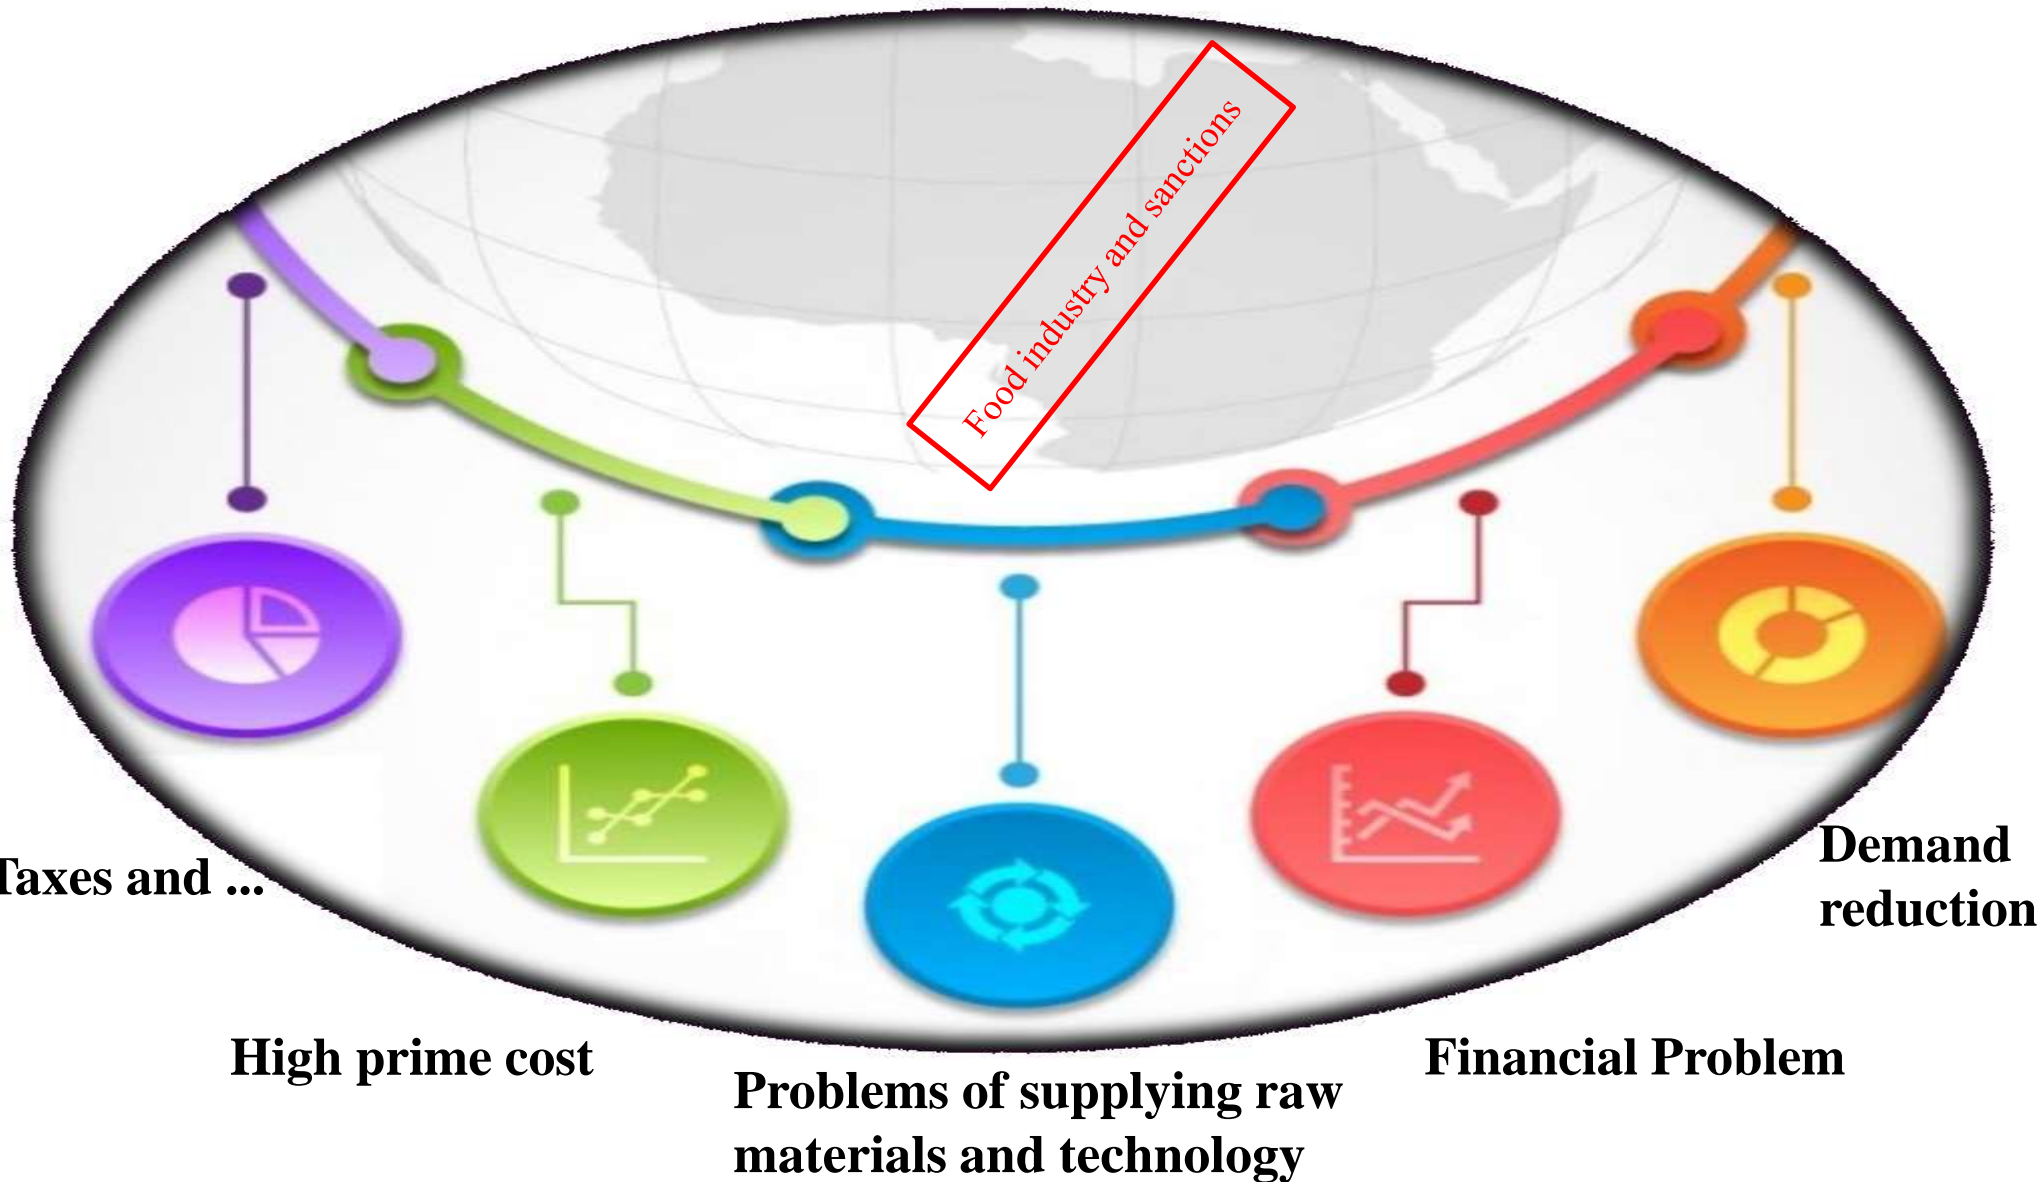 Food industry and sanctions
Taxes and ...
High prime cost
Problems of supplying raw
materials and technology
Financial Problem
Demand
reduction